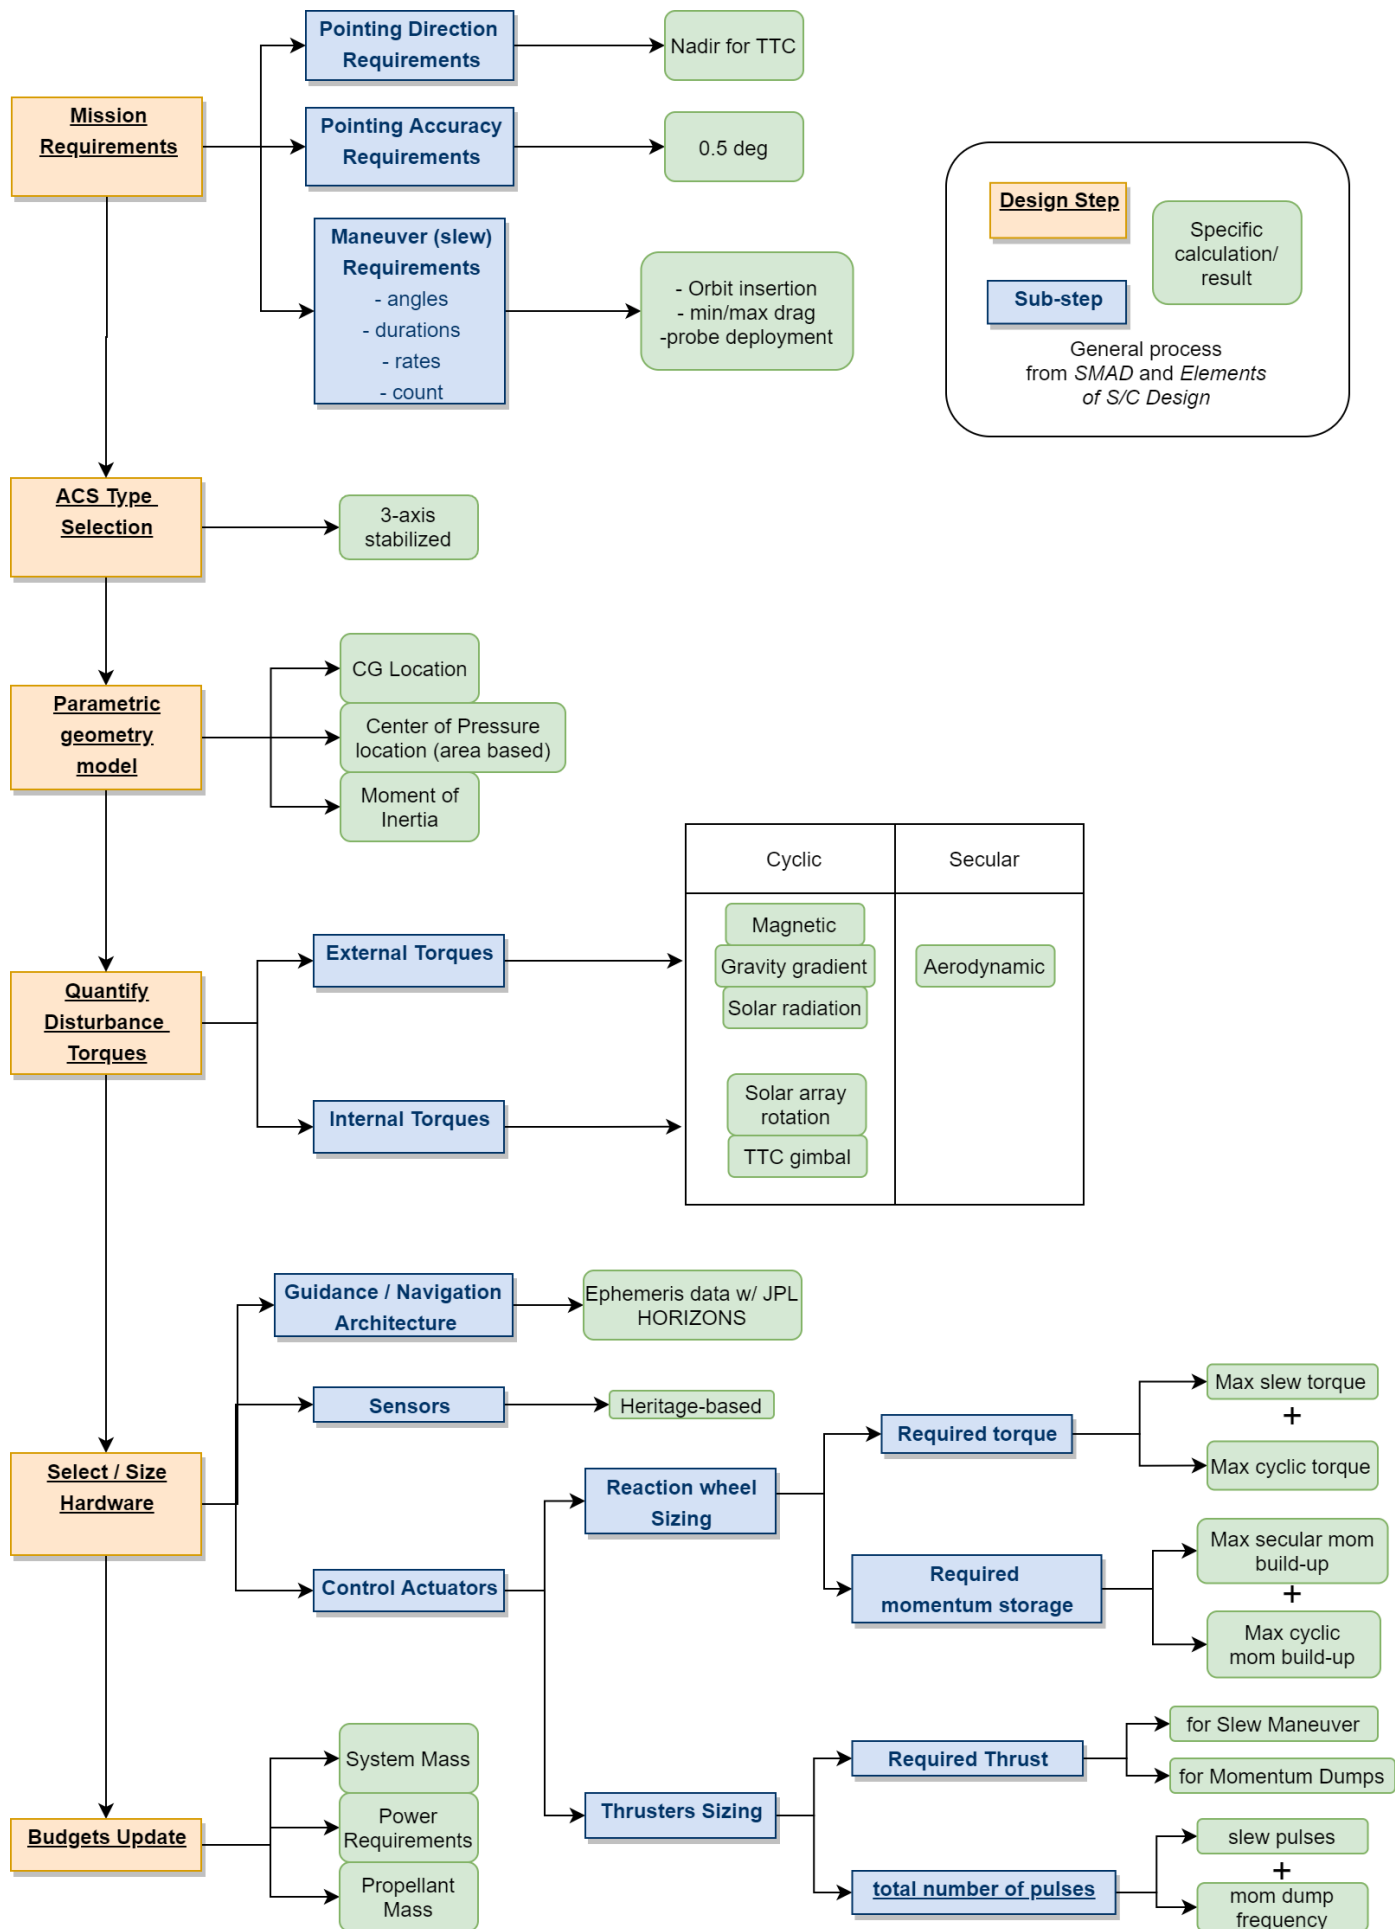 Pointing Direction
Requirements
Nadir for TTC
Mission
Requirements
Pointing Accuracy
Requirements
0.5 deg
Maneuver (slew)
Requirements
- angles
- durations
- rates
- count
- Orbit insertion
- min/max drag
-probe deployment
Design Step
Sub-step
Specific
calculation/
result
General process
from SMAD and Elements
of S/C Design
ACS Type
Selection
3-axis
stabilized
Parametric
geometry
model
CG Location
Center of Pressure
location (area based)
Moment of
Inertia
Cyclic
Secular
Quantify
Disturbance
Torques
External Torques
Magnetic
Gravity gradient
Solar radiation
Aerodynamic
Internal Torques
Solar array
rotation
TTC gimbal
Select / Size
Hardware
Guidance / Navigation
Architecture
Ephemeris data w/ JPL
HORIZONS
Sensors
Heritage-based
Control Actuators
Reaction wheel
Sizing
Required torque
Max slew torque
+
Max cyclic torque
Required
momentum storage
Max secular mom
build-up
+
Max cyclic
mom build-up
Thrusters Sizing
Required Thrust
for Slew Maneuver
for Momentum Dumps
total number of pulses
slew pulses
+
mom dump
frequency
Budgets Update
System Mass
Power
Requirements
Propellant
Mass